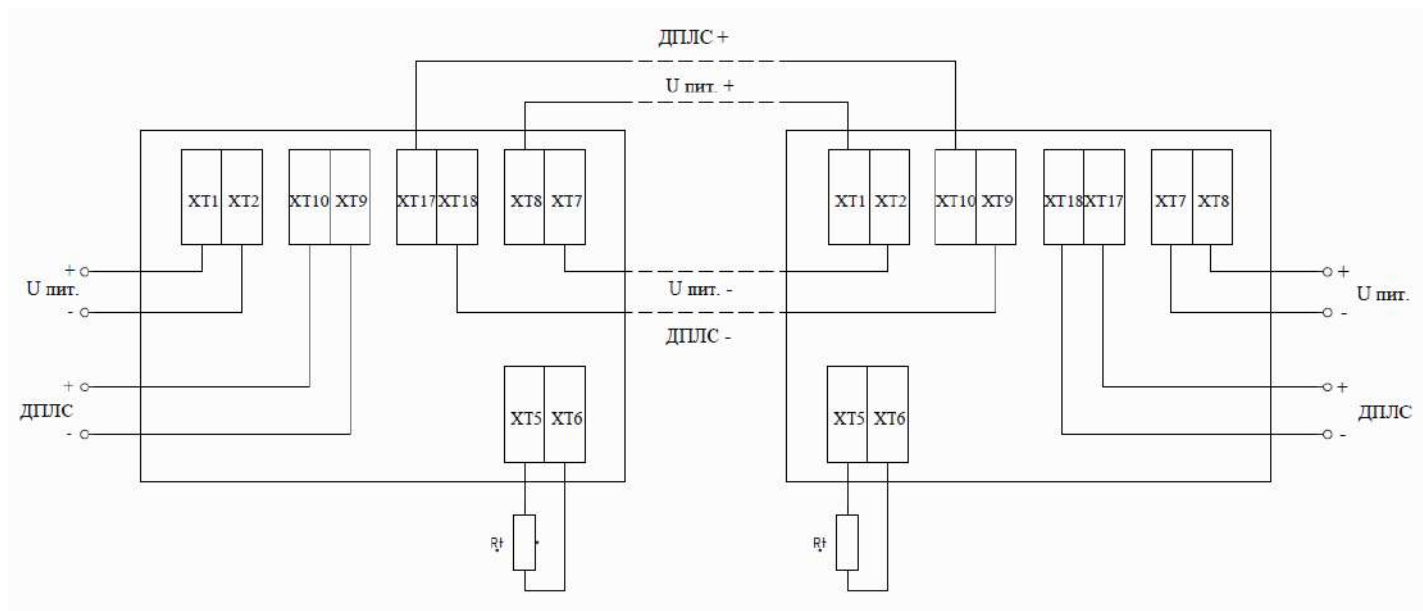 ДПЛС +
U пит. +
XT1 XT2 XT10 XT9 XT17 XT18 XT8 XT7
XT1 XT2 XT10 XT9 XT18 XT17 XT7 XT8
+
U пит.
-
U пит. -
+
U пит.
-
ДПЛС -
+
ДПЛС
-
XT5 XT6
XT5 XT6
+
ДПЛС
-
Rt
Rt